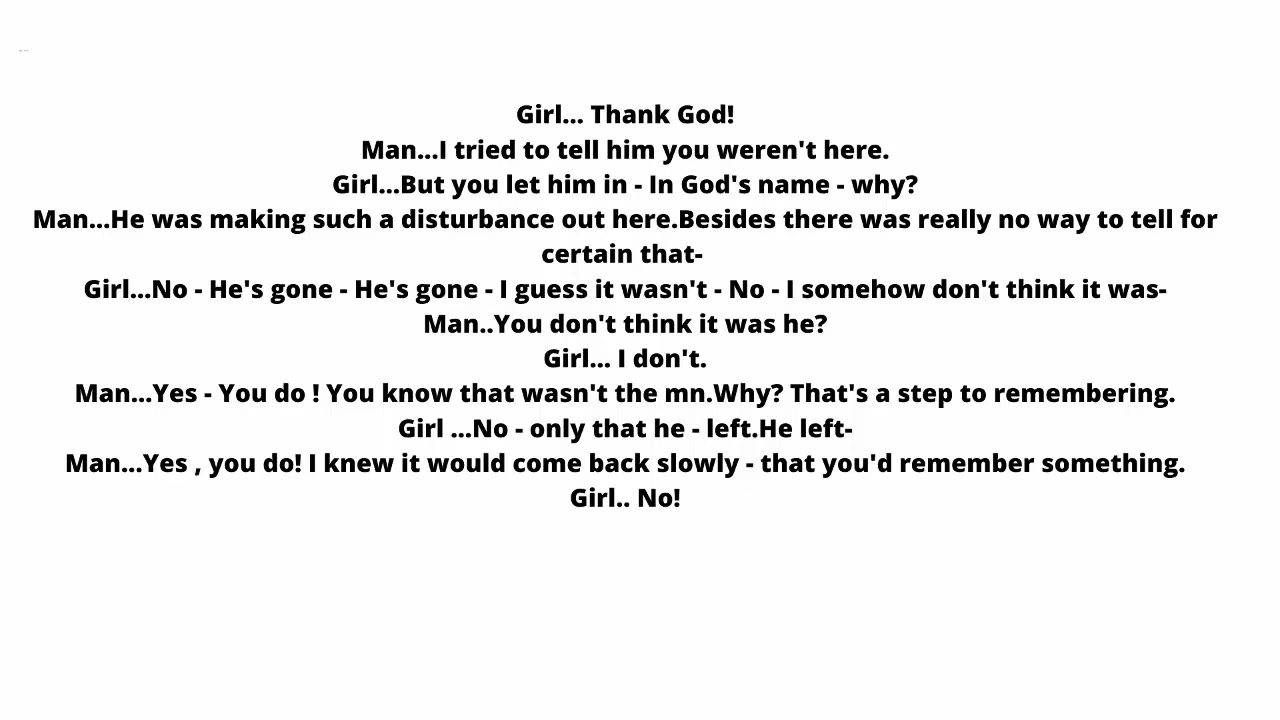 Girl... Thank God!
Man...I tried to tell him you weren't here.
Girl...But you let him in - In God's name - why?
Man...He was making such a disturbance out here.Besides there was really no way to tell for
certain that-
Girl...No - He's gone - He's gone - I guess it wasn't - No - I somehow don't think it was-
Man..You don't think it was he?
Girl... I don't.
Man...Yes - You do ! You know that wasn't the mn.Why? That's a step to remembering.
Girl ...No - only that he - left.He left-
Man...Yes , you do! I knew it would come back slowly - that you'd remember something.
Girl.. No!